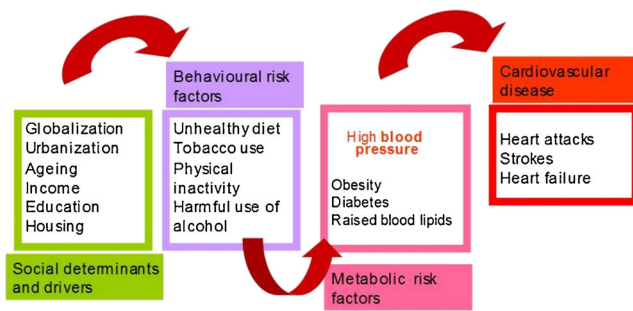 Globalization
Urbanization
Ageing
Income
Education
Housing
Social determinants
and drivers
Behavioural risk
factors
Unhealthy diet
Tobacco use
Physical
inactivity
Harmful use of
alcohol
High blood
pressure
Obesity
Diabetes
Raised blood lipids
Metabolic risk
factors
Cardiovascular
disease
Heart attacks
Strokes
Heart failure